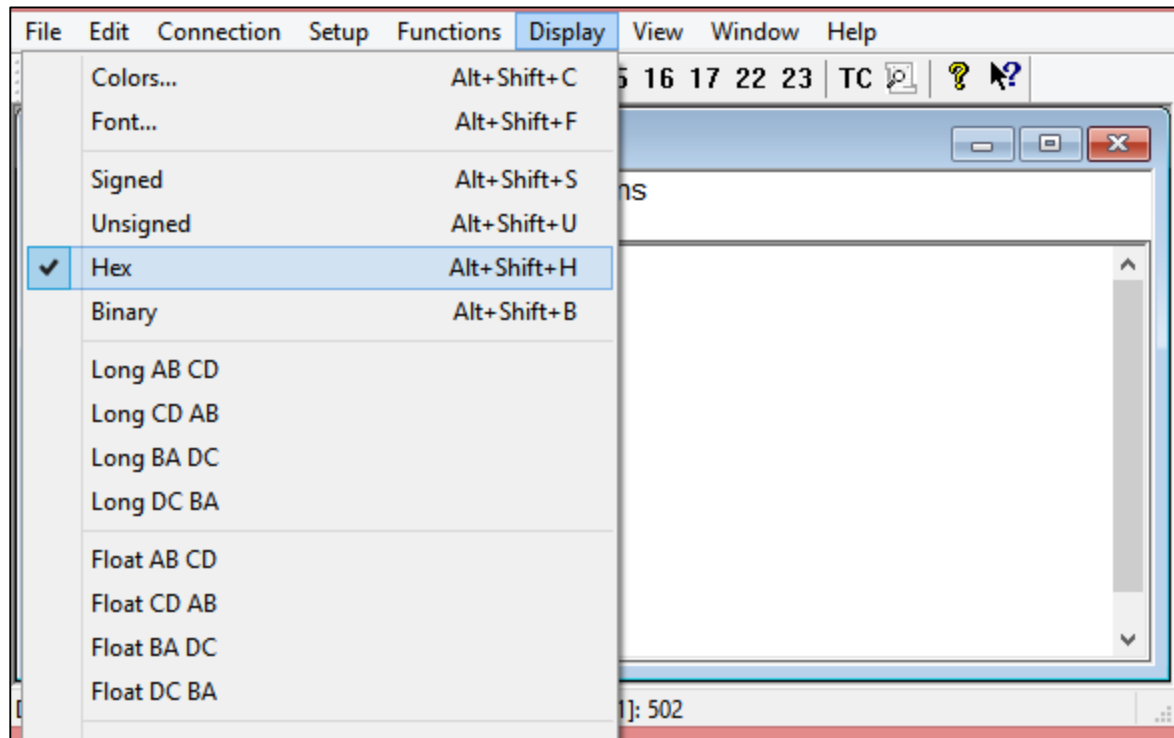 File Edit Connection Setup Functions Display View Window Help
Colors... Alt+Shift+C
16 17 22 23 TC
Font... Alt+Shift+F
Signed Alt+Shift+S
Unsigned Alt+Shift+U
Hex Alt+Shift+H
Binary Alt+Shift+B
Long AB CD
Long CD AB
Long BA DC
Long DC BA
Float AB CD
Float CD AB
Float BA DC
Float DC BA
1]: 502